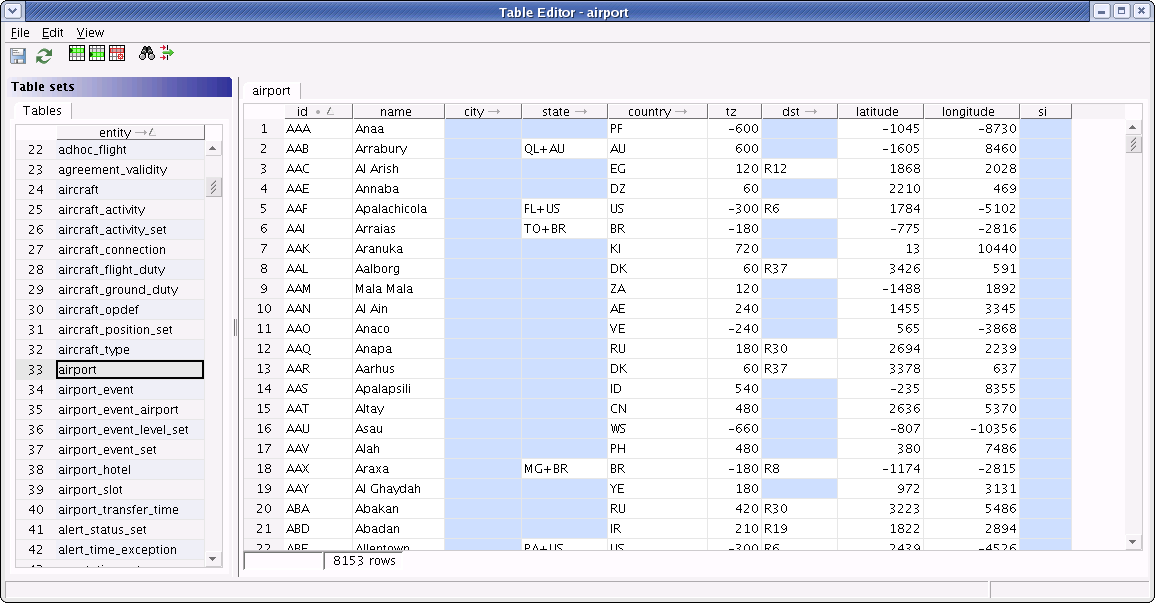 Table Editor - airport
File Edit View
Table sets
Tables
entity
22 adhoc_flight
23 agreement_validity
24 aircraft
25 aircraft_activity
26 aircraft_activity_set
27 aircraft_connection
28 aircraft_flight_duty
29 aircraft_ground_duty
30 aircraft_opdef
31 aircraft_position_set
32 aircraft_type
33 airport
34 airport_event
35 airport_event_airport
36 airport_event_level_set
37 airport_event_set
38 airport_hotel
39 airport_slot
40 airport_transfer_time
41 alert_status_set
42 alert_time_exception
airport
id name city state country tz dst latitude longitude si
1 AAA Anaa PF -600 -1045 -8730
2 AAB Arrabury QL+AU AU 600 -1605 8460
3 AAC Al Arish EG 120 R12 1868 2028
4 AAE Annaba DZ 60 2210 469
5 AAF Apalachicola FL+US US -300 R6 1784 -5102
6 AAI Arraias TO+BR BR -180 -775 -2816
7 AAK Aranuka KI 720 13 10440
8 AAL Aalborg DK 60 R37 3426 591
9 AAM Mala Mala ZA 120 -1488 1892
10 AAN Al Ain AE 240 1455 3345
11 AAO Anaco VE -240 565 -3868
12 AAQ Anapa RU 180 R30 2694 2239
13 AAR Aarhus DK 60 R37 3378 637
14 AAS Apalapsili ID 540 -235 8355
15 AAT Altay CN 480 2636 5370
16 AAU Asau WS -660 -807 -10356
17 AAV Alah PH 480 380 7486
18 AAX Araxa MG+BR BR -180 R8 -1174 -2815
19 AAY Al Ghaydah YE 180 972 3131
20 ABA Abakan RU 420 R30 3223 5486
21 ABD Abadan IR 210 R19 1822 2894
22 ABE Allentown PA+US US -300 R6 2439 -4526
8153 rows